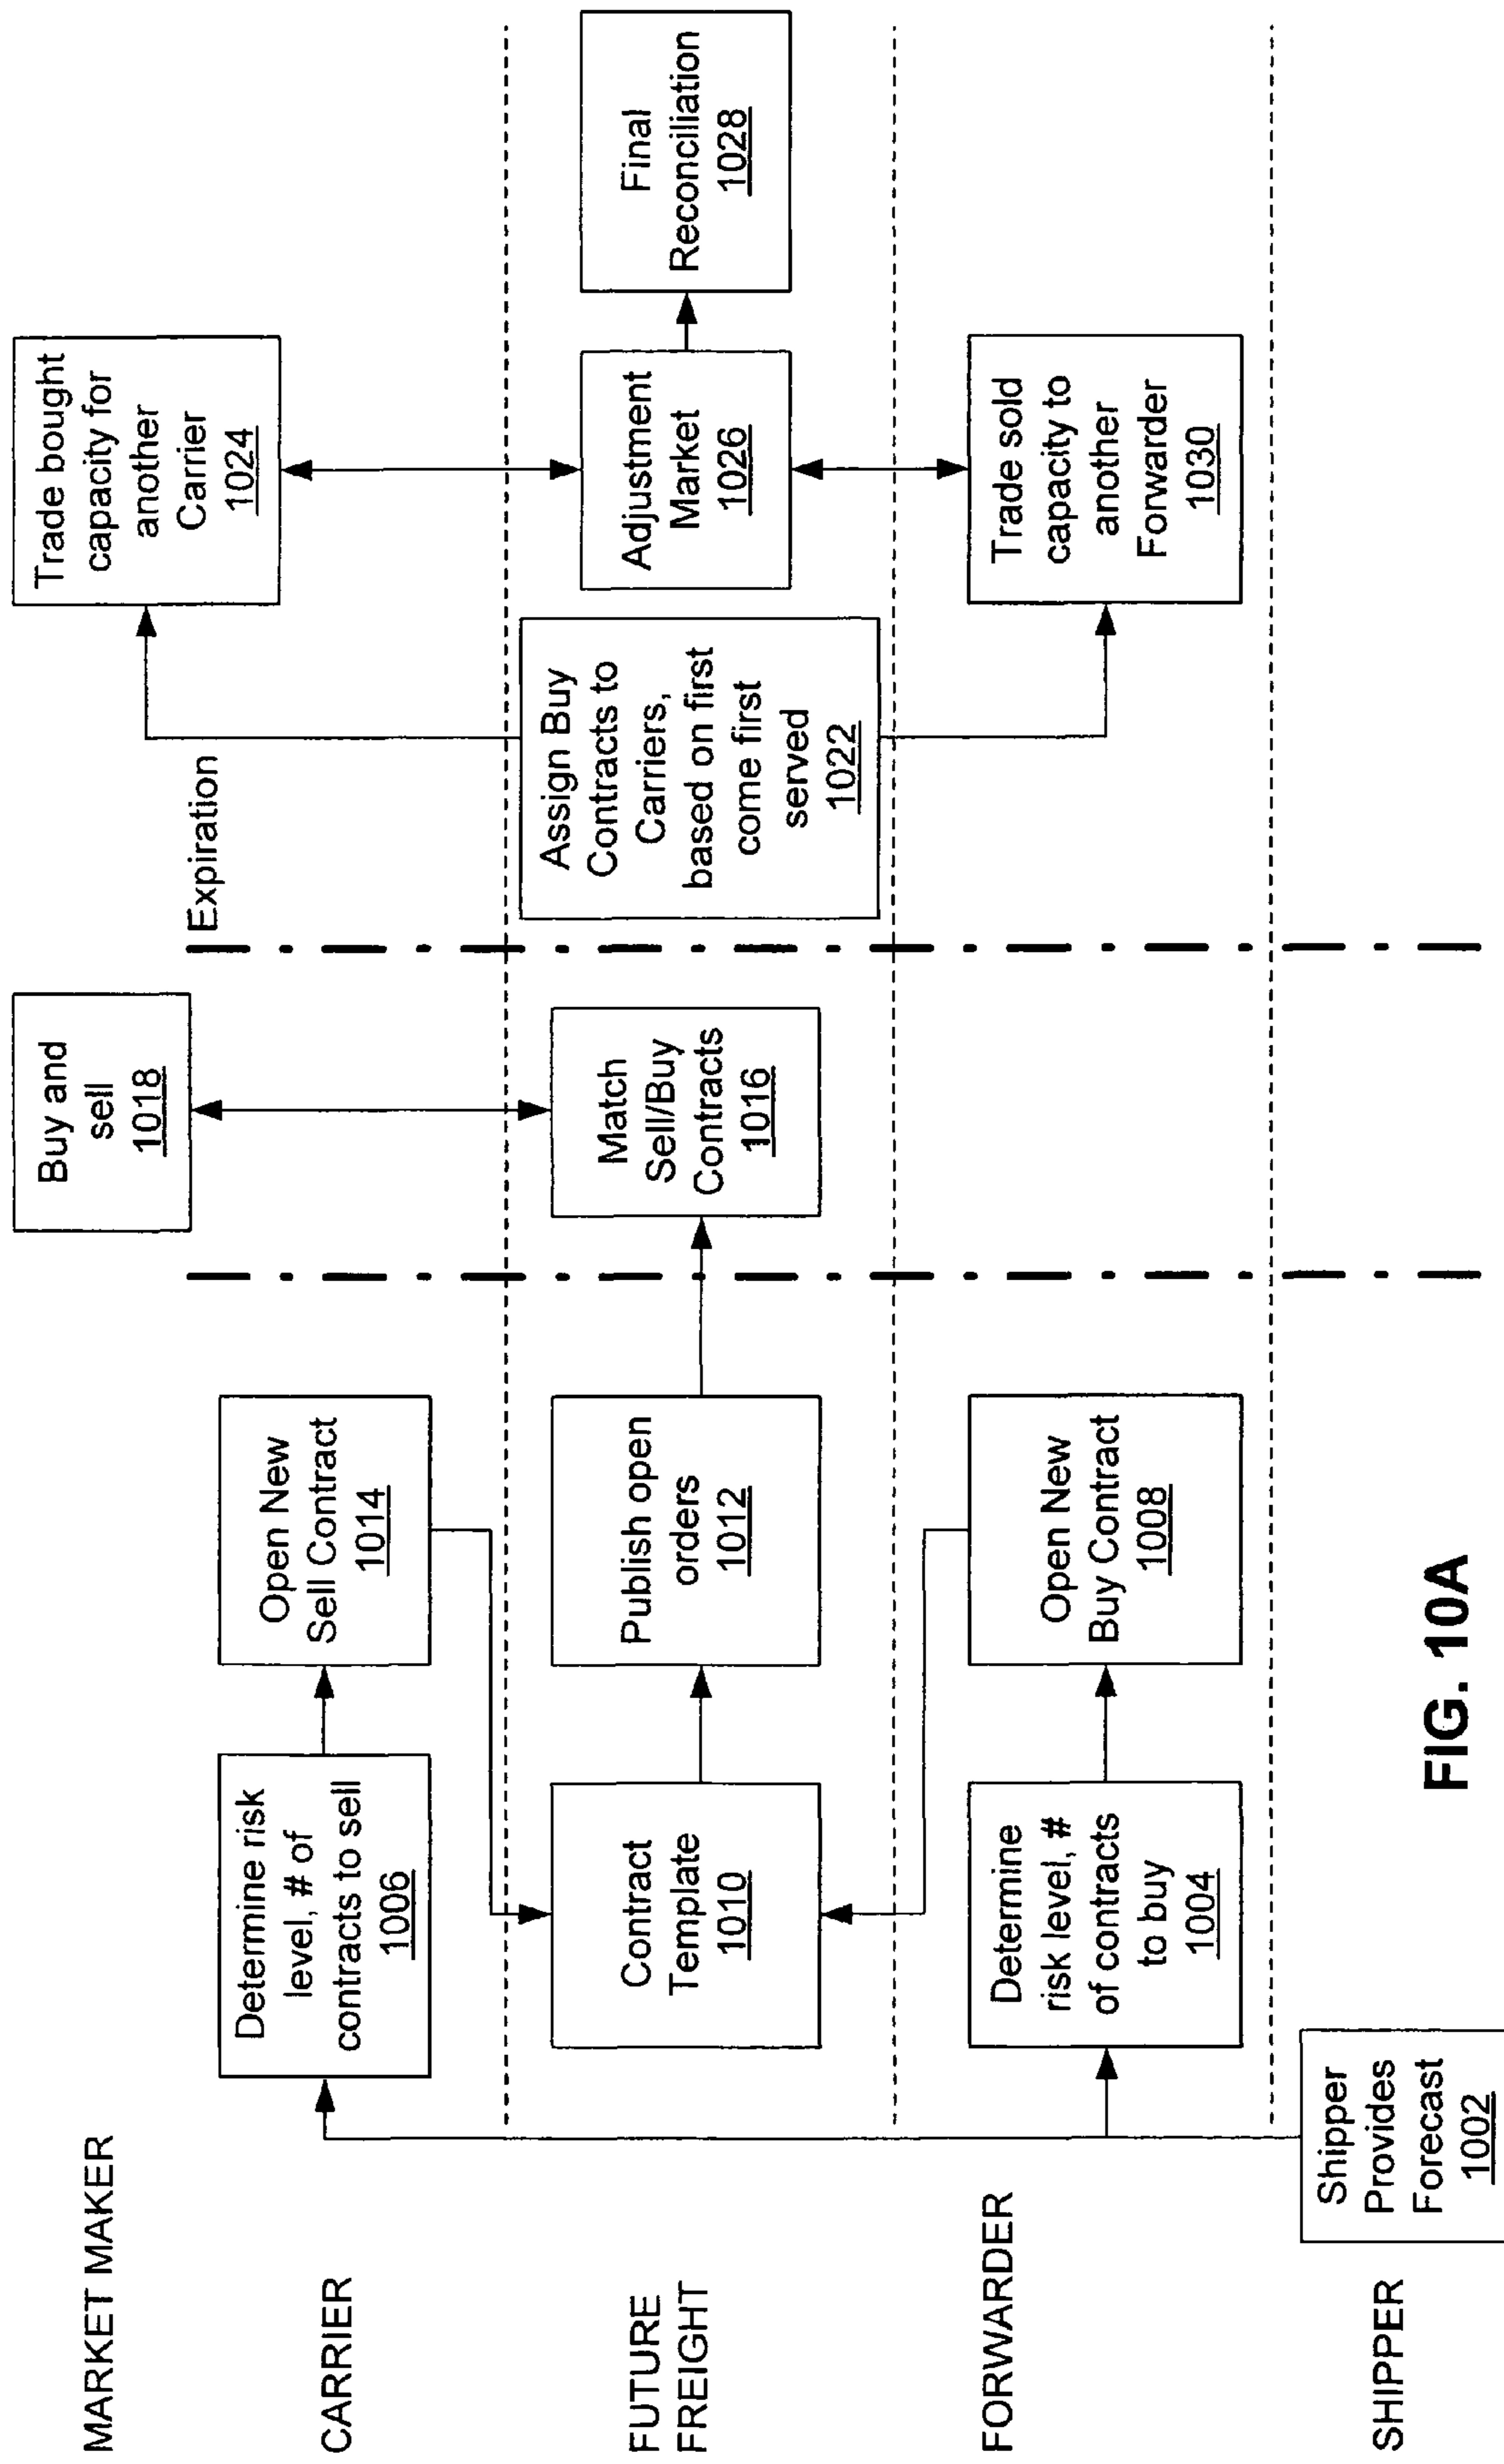 MARKET MAKER
Buy and
sell
1018
Expiration
Trade bought
capacity for
another
Carrier
1024
CARRIER
Determine risk
level, # of
contracts to sell
1006
Open New
Sell Contract
1014
FUTURE
FREIGHT
Contract
Template
1010
Publish open
orders
1012
Match
Sell/Buy
Contracts
1016
Assign Buy
Contracts to
Carriers,
based on first
come first
served
1022
Adjustment
Market
1026
Final
Reconciliation
1028
FORWARDER
Determine
risk level, #
of contracts
to buy
1004
Open New
Buy Contract
1008
Trade sold
capacity to
another
Forwarder
1030
SHIPPER
Shipper
Provides
Forecast
1002
FIG. 10A